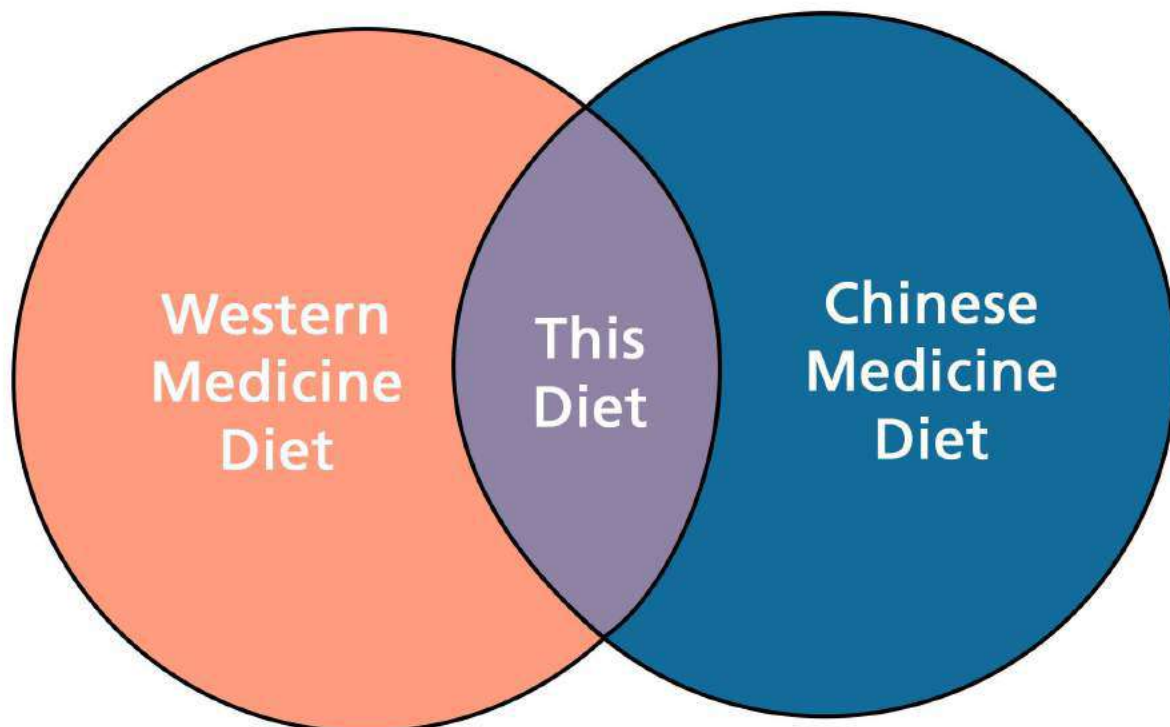 Western
Medicine
Diet
This
Diet
Chinese
Medicine
Diet